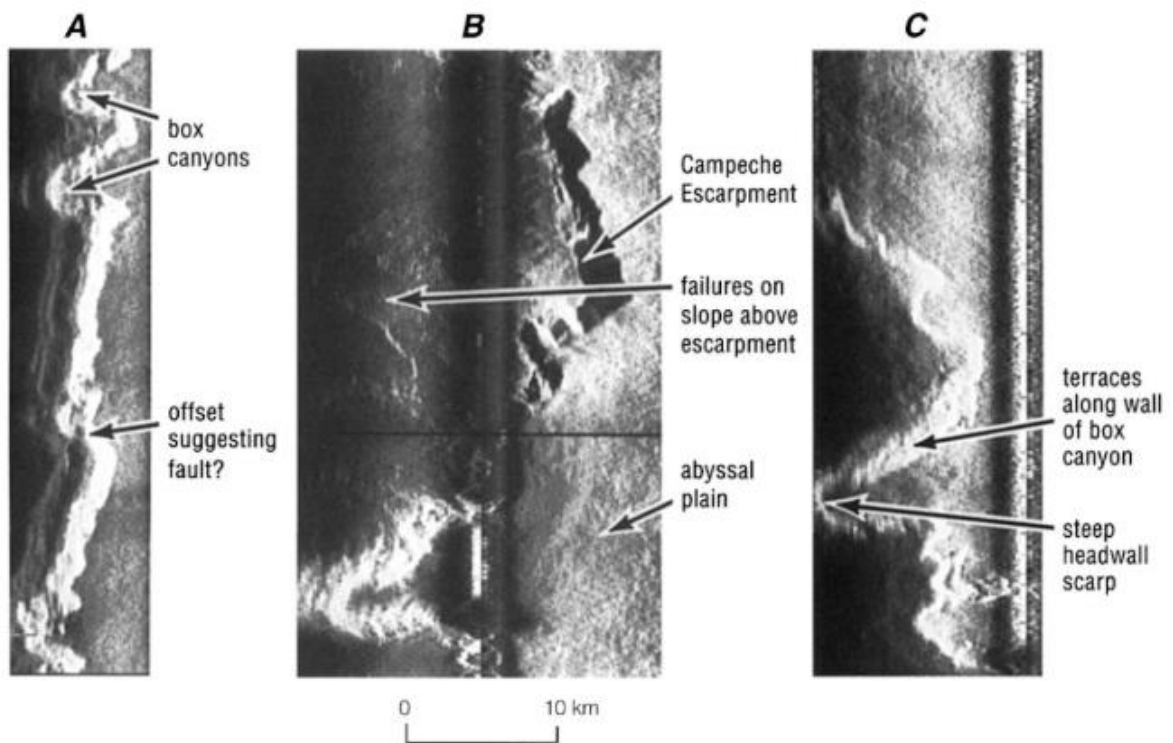 A
B
C
box
canyons
offset
suggesting
fault?
Campeche
Escarpment
failures on
slope above
escarpment
abyssal
plain
terraces
along wall
of box
canyon
steep
headwall
scarp
0
10 km